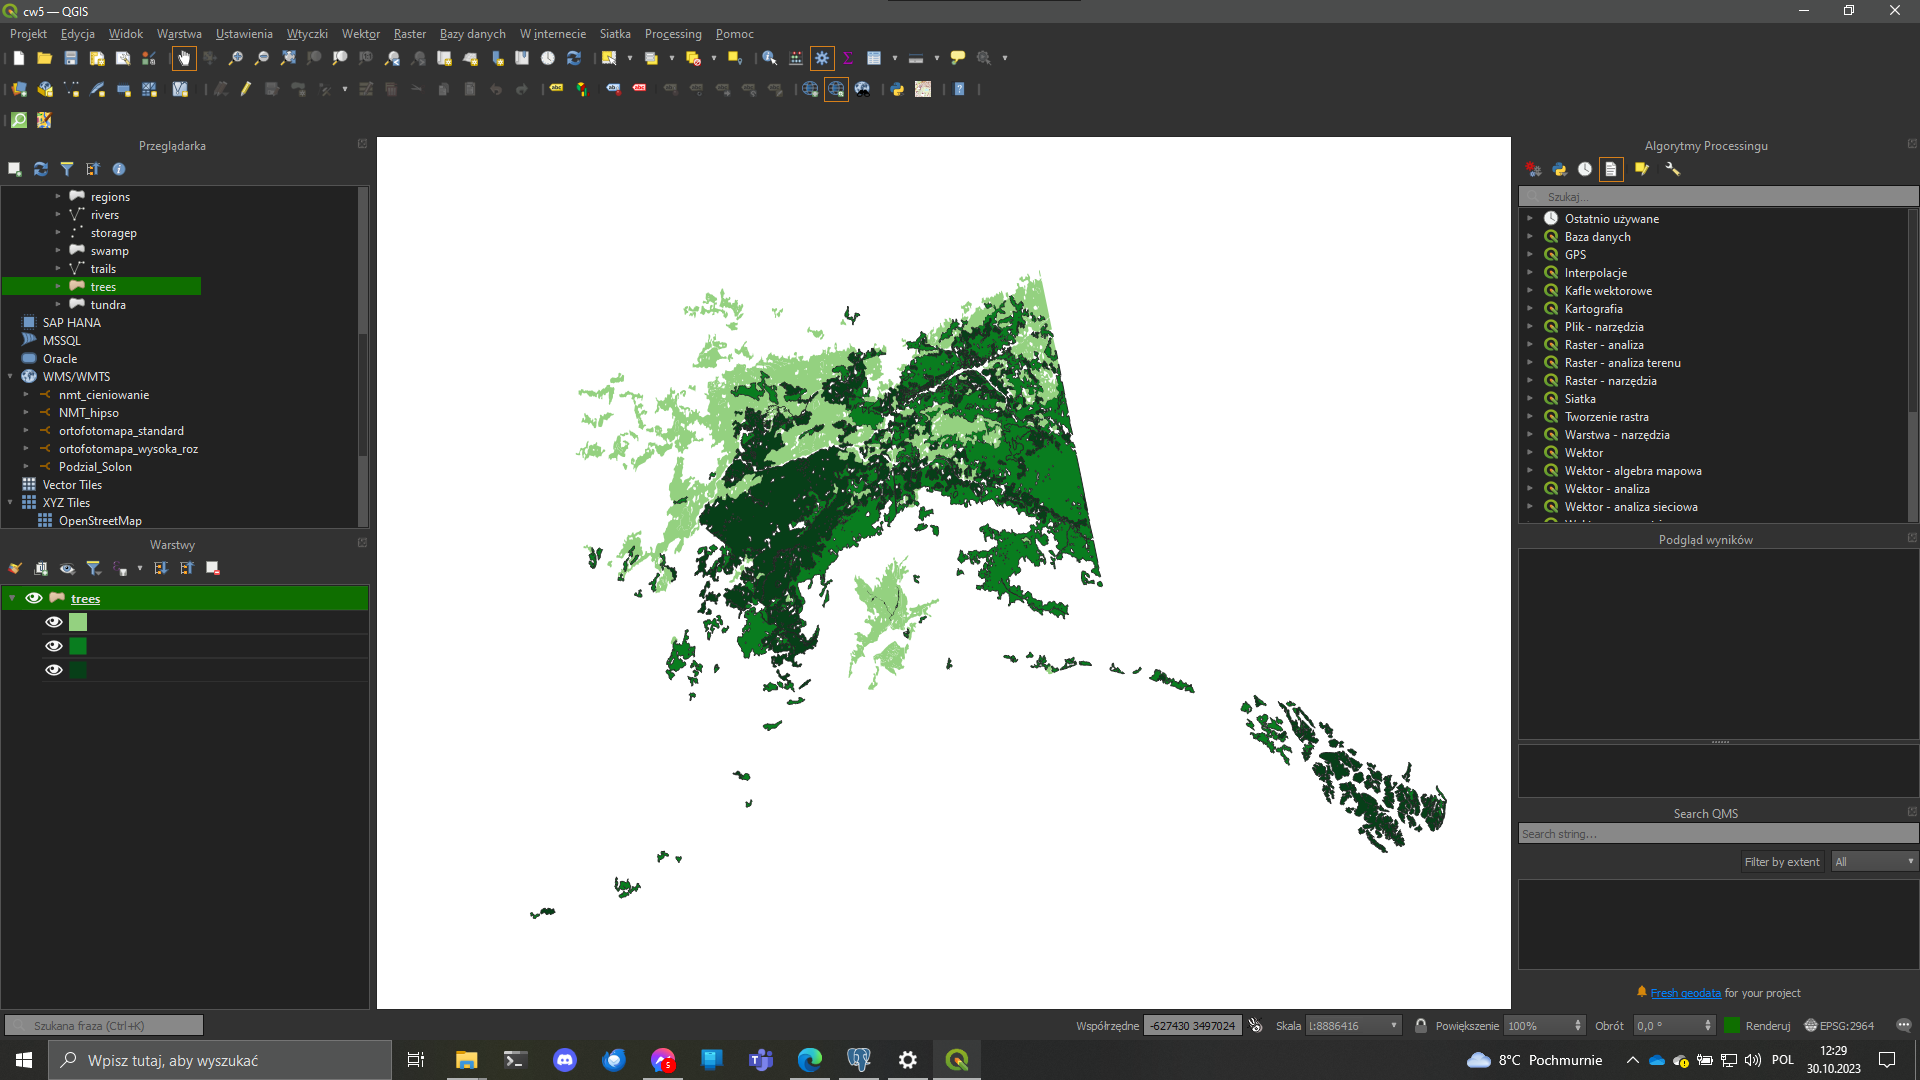 cw5 — QGIS
Projekt Edycja Widok Warstwa Ustawienia Wtyczki Wektor Raster Bazy danych W internecie Siatka Processing Pomoc
Przeglądarka
regions
rivers
storagep
swamp
trails
trees
tundra
SAP HANA
MSSQL
Oracle
WMS/WMTS
nmt_cieniowanie
NMT_hipso
ortofotomapa_standard
ortofotomapa_wysoka_roz
Podzial_Solon
Vector Tiles
XYZ Tiles
OpenStreetMap
Warstwy
trees
Algorytmy Processingu
Szukaj...
Ostatnio używane
Baza danych
GPS
Interpolacje
Kafle wektorowe
Kartografia
Plik - narzędzia
Raster - analiza
Raster - analiza terenu
Raster - narzędzia
Siatka
Tworzenie rastra
Warstwa - narzędzia
Wektor
Wektor - algebra mapowa
Wektor - analiza
Wektor - analiza sieciowa
Podgląd wyników
Search QMS
Search string...
Filter by extent All
Fresh geodata for your project
Szukana fraza (Ctrl+K)
Współrzędne -627430 3497024 Skala 1:8886416 Powiększenie 100% Obrót 0,0 ° Renderuj EPSG:2964
Wpisz tutaj, aby wyszukać
5
8°C Pochmurnie
POL
12:29
30.10.2023